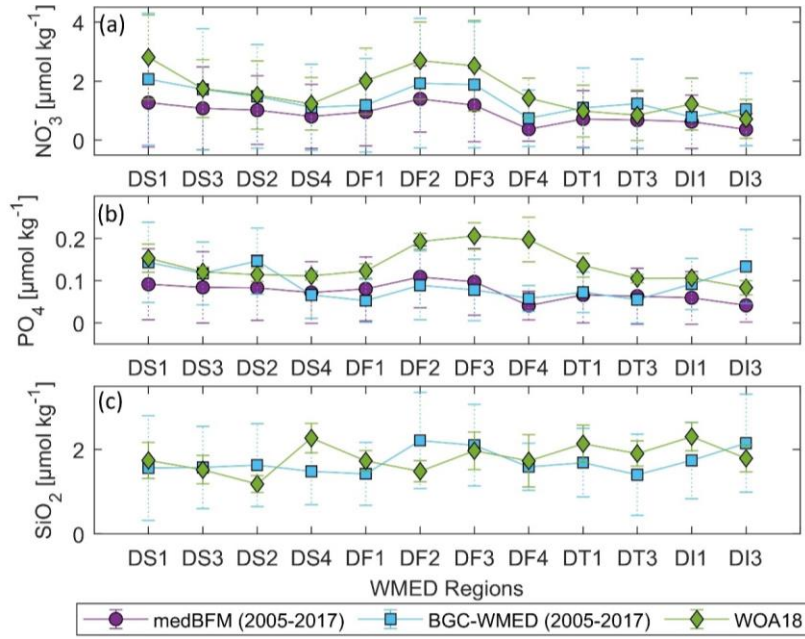 (a)
NO₃⁻ [µmol kg⁻¹]
4
2
0
DS1 DS3 DS2 DS4 DF1 DF2 DF3 DF4 DT1 DT3 DI1 DI3
(b)
PO₄ [µmol kg⁻¹]
0.2
0.1
0
DS1 DS3 DS2 DS4 DF1 DF2 DF3 DF4 DT1 DT3 DI1 DI3
(c)
SiO₂ [µmol kg⁻¹]
2
0
DS1 DS3 DS2 DS4 DF1 DF2 DF3 DF4 DT1 DT3 DI1 DI3
WMED Regions
medBFM (2005-2017) BGC-WMED (2005-2017) WOA18